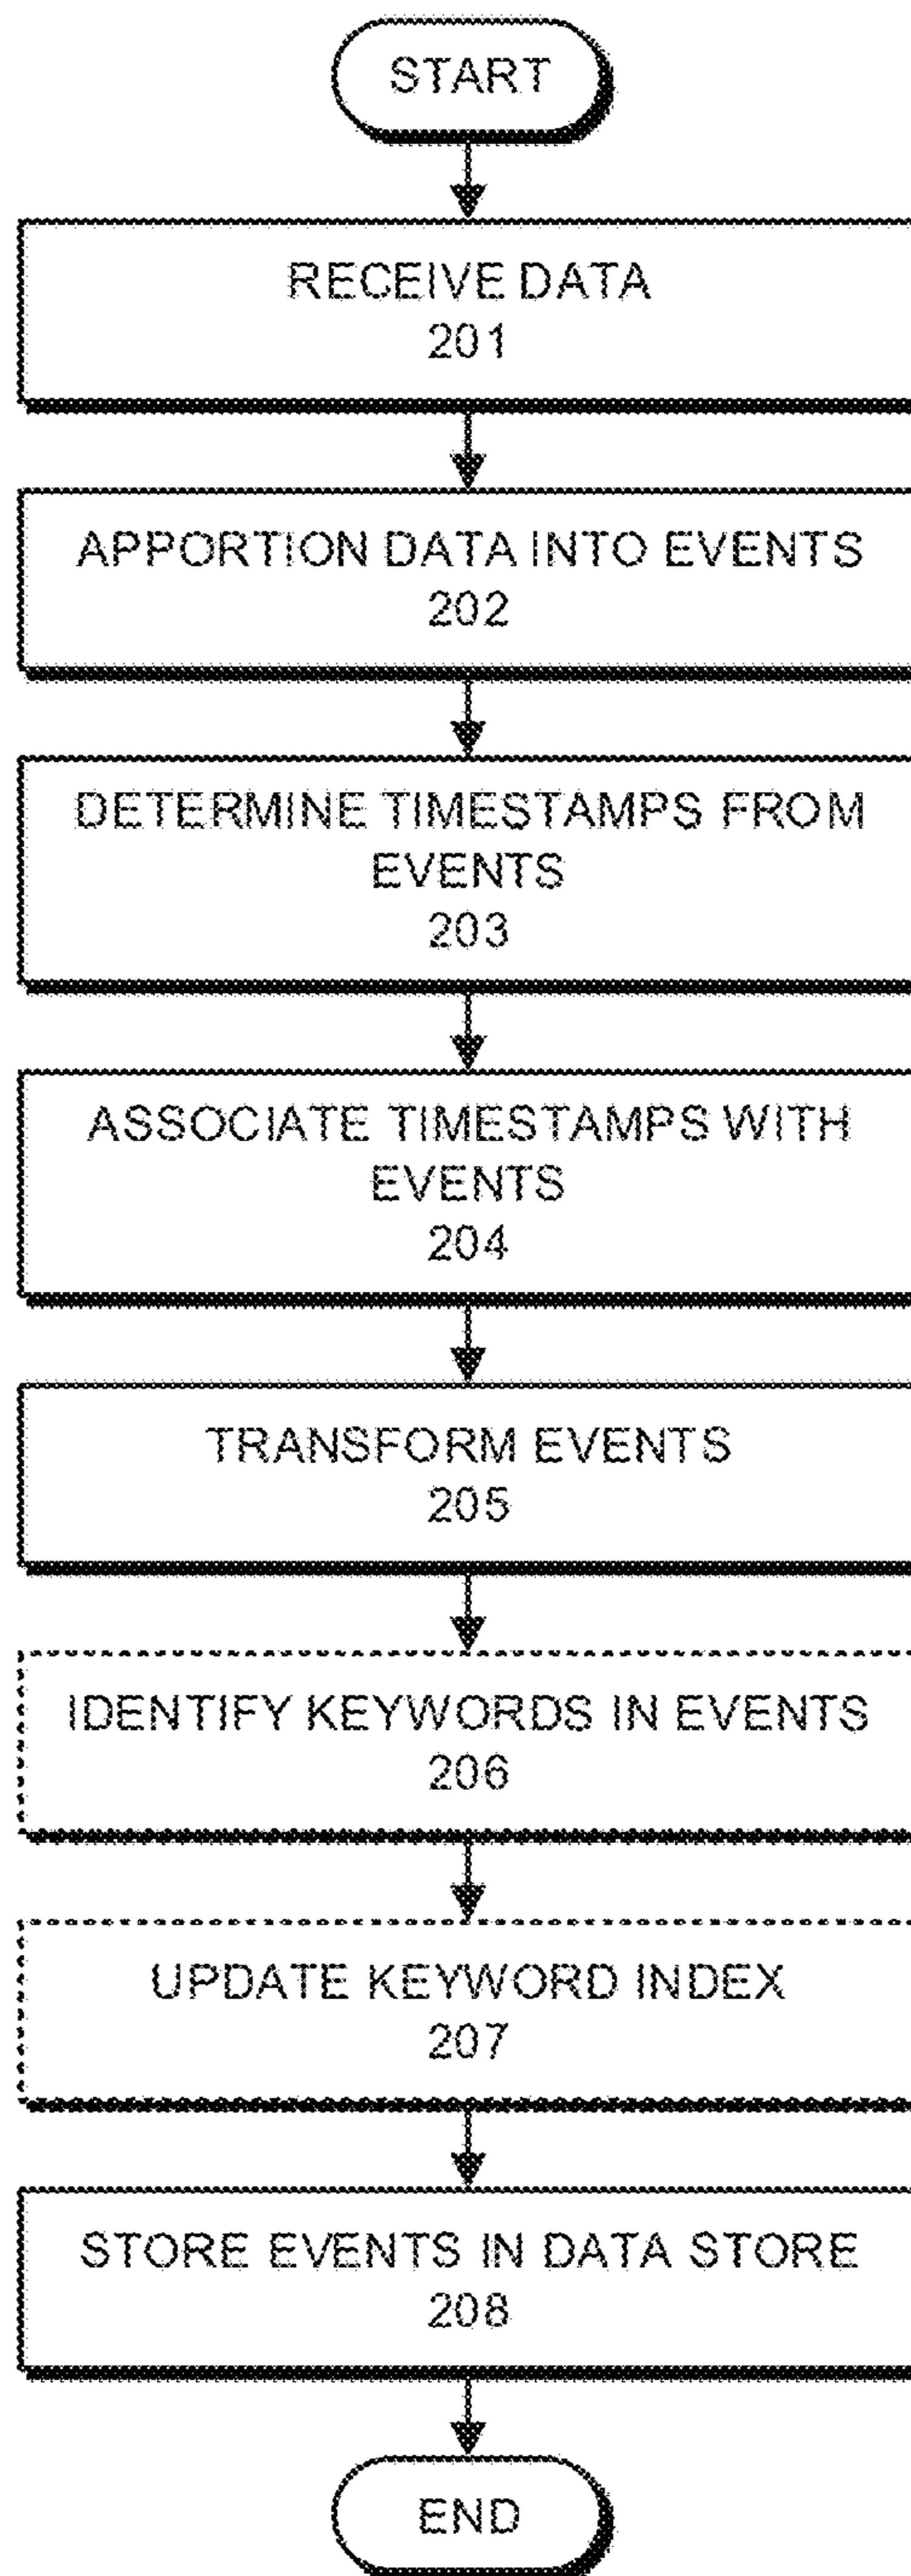 START
RECEIVE DATA
201
APPORTION DATA INTO EVENTS
202
DETERMINE TIMESTAMPS FROM
EVENTS
203
ASSOCIATE TIMESTAMPS WITH
EVENTS
204
TRANSFORM EVENTS
205
IDENTIFY KEYWORDS IN EVENTS
206
UPDATE KEYWORD INDEX
207
STORE EVENTS IN DATA STORE
208
END